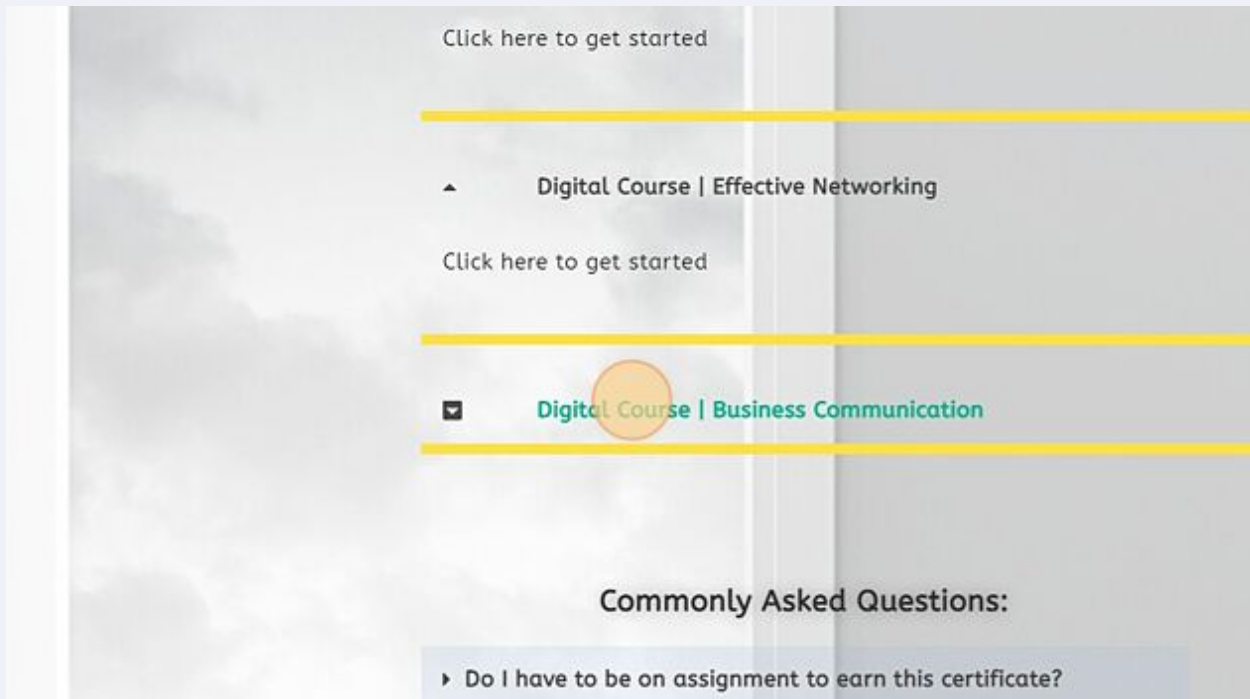 Click here to get started
Digital Course | Effective Networking
Click here to get started
Digital Course | Business Communication
Commonly Asked Questions:
Do I have to be on assignment to earn this certificate?